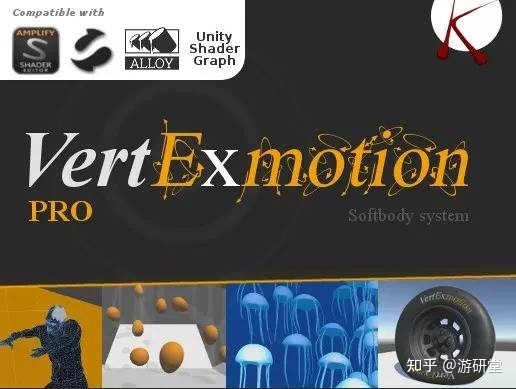 Compatible with
AMPLIFY
SHADER
EDITOR
ALLOY
Unity
Shader
Graph
VertExmotion
PRO
Softbody system
VertExmotion
知乎 @游研堂